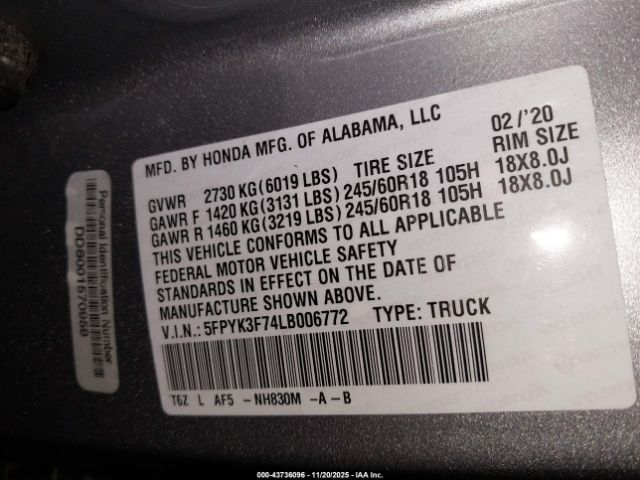 MFD. BY HONDA MFG. OF ALABAMA, LLC 02/'20
GVWR 2730 KG(6019 LBS) TIRE SIZE RIM SIZE
GAWR F 1420 KG(3131 LBS) 245/60R18 105H 18X8.0J
GAWR R 1460 KG(3219 LBS) 245/60R18 105H 18X8.0J
THIS VEHICLE CONFORMS TO ALL APPLICABLE
FEDERAL MOTOR VEHICLE SAFETY
STANDARDS IN EFFECT ON THE DATE OF
MANUFACTURE SHOWN ABOVE.
V.I.N.: 5FPYK3F74LB006772 TYPE: TRUCK
T6Z L AF5 -NH830M -A -B
Personal Identification Number
DD6001570969
000-43736096 - 11/20/2025 - IAA Inc.